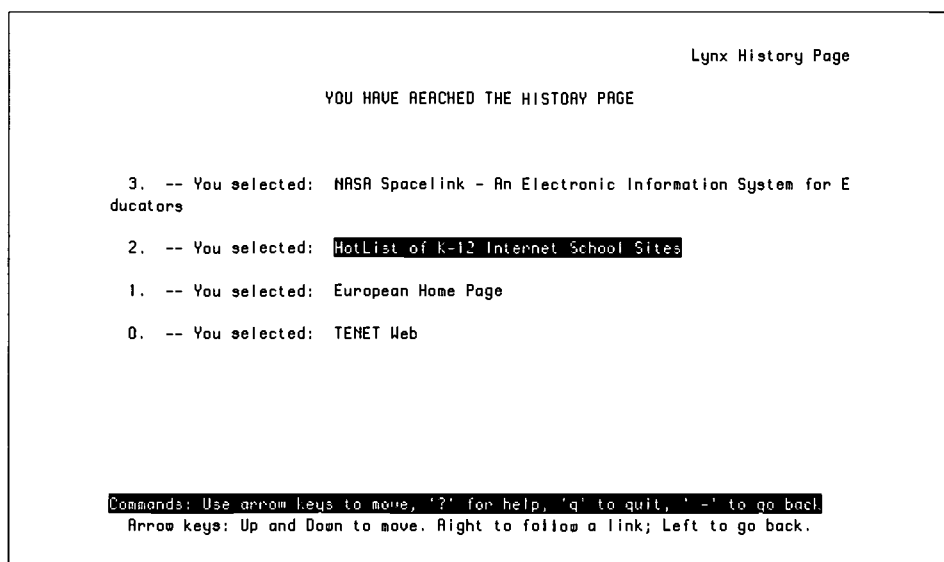 Lynx History Page
YOU HAVE REACHED THE HISTORY PAGE
3. -- You selected: NASA Spacelink - An Electronic Information System for E
ducators
2. -- You selected: HotList of K-12 Internet School Sites
1. -- You selected: European Home Page
0. -- You selected: TENET Web
Commands: Use arrow keys to move, '?' for help, 'q' to quit, '<-' to go back
Arrow keys: Up and Down to move. Right to follow a link; Left to go back.